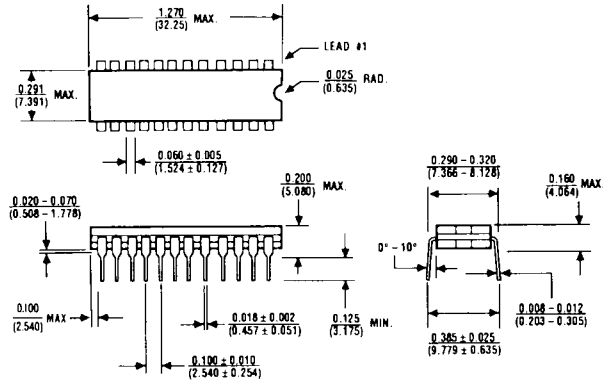 1.270
(32.25) MAX.
LEAD #1
0.291
(7.391) MAX.
0.025
(0.635) RAD.
0.060 ± 0.005
(1.524 ± 0.127)
0.200
(5.080) MAX.
0.290 – 0.320
(7.366 – 8.128)
0.160
(4.064) MAX.
0.020 – 0.070
(0.508 – 1.778)
0° – 10°
0.100
(2.540) MAX
0.018 ± 0.002
(0.457 ± 0.051)
0.125
(3.175) MIN.
0.008 – 0.012
(0.203 – 0.305)
0.100 ± 0.010
(2.540 ± 0.254)
0.385 ± 0.025
(9.779 ± 0.635)